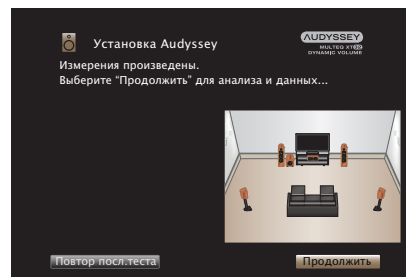 Установка Audyssey
AUDYSSEY
MULTEQ XT32
DYNAMIC VOLUME
Измерения произведены.
Выберите “Продолжить” для анализа и данных...
Повтор посл.теста
Продолжить